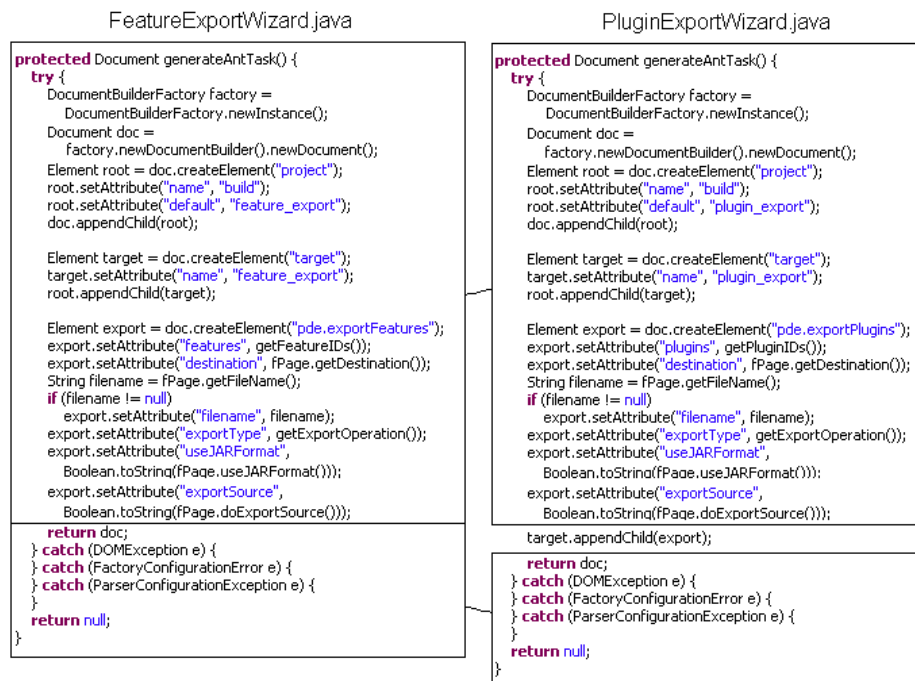 FeatureExportWizard.java
protected Document generateAntTask() {
try {
DocumentBuilderFactory factory =
DocumentBuilderFactory.newInstance();
Document doc =
factory.newDocumentBuilder().newDocument();
Element root = doc.createElement("project");
root.setAttribute("name", "build");
root.setAttribute("default", "feature_export");
doc.appendChild(root);
Element target = doc.createElement("target");
target.setAttribute("name", "feature_export");
root.appendChild(target);
Element export = doc.createElement("pde.exportFeatures");
export.setAttribute("features", getFeatureIDs());
export.setAttribute("destination", fPage.getDestination());
String filename = fPage.getFileName();
if (filename != null)
export.setAttribute("filename", filename);
export.setAttribute("exportType", getExportOperation());
export.setAttribute("useJARFormat",
Boolean.toString(fPage.useJARFormat()));
export.setAttribute("exportSource",
Boolean.toString(fPage.doExportSource()));
return doc;
} catch (DOMException e) {
} catch (FactoryConfigurationError e) {
} catch (ParserConfigurationException e) {
}
return null;
}
PluginExportWizard.java
protected Document generateAntTask() {
try {
DocumentBuilderFactory factory =
DocumentBuilderFactory.newInstance();
Document doc =
factory.newDocumentBuilder().newDocument();
Element root = doc.createElement("project");
root.setAttribute("name", "build");
root.setAttribute("default", "plugin_export");
doc.appendChild(root);
Element target = doc.createElement("target");
target.setAttribute("name", "plugin_export");
root.appendChild(target);
Element export = doc.createElement("pde.exportPlugins");
export.setAttribute("plugins", getPluginIDs());
export.setAttribute("destination", fPage.getDestination());
String filename = fPage.getFileName();
if (filename != null)
export.setAttribute("filename", filename);
export.setAttribute("exportType", getExportOperation());
export.setAttribute("useJARFormat",
Boolean.toString(fPage.useJARFormat()));
export.setAttribute("exportSource",
Boolean.toString(fPage.doExportSource()));
target.appendChild(export);
return doc;
} catch (DOMException e) {
} catch (FactoryConfigurationError e) {
} catch (ParserConfigurationException e) {
}
return null;
}